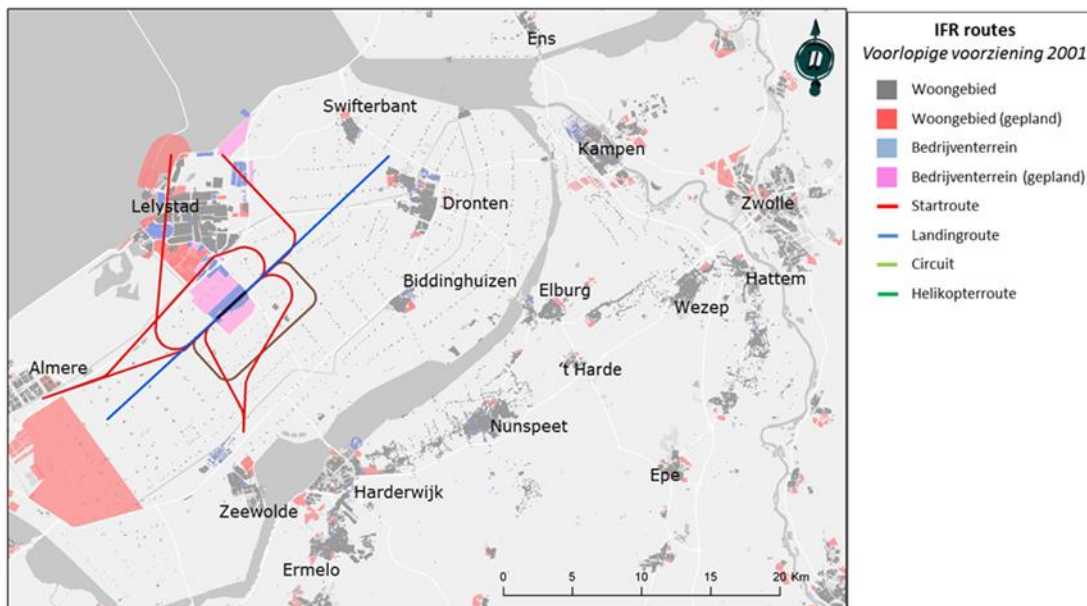 Ens
Swifterbant
Kampen
Lelystad
Dronten
Zwolle
Biddinghuizen
Elburg
Hattem
Wezep
Almere
't Harde
Nunspeet
Epe
Harderwijk
Zeewolde
Ermelo
0 5 10 15 20 Km
n
IFR routes
Voorlopige voorziening 2001
Woongebied
Woongebied (gepland)
Bedrijventerrein
Bedrijventerrein (gepland)
Startroute
Landingroute
Circuit
Helikopterroute